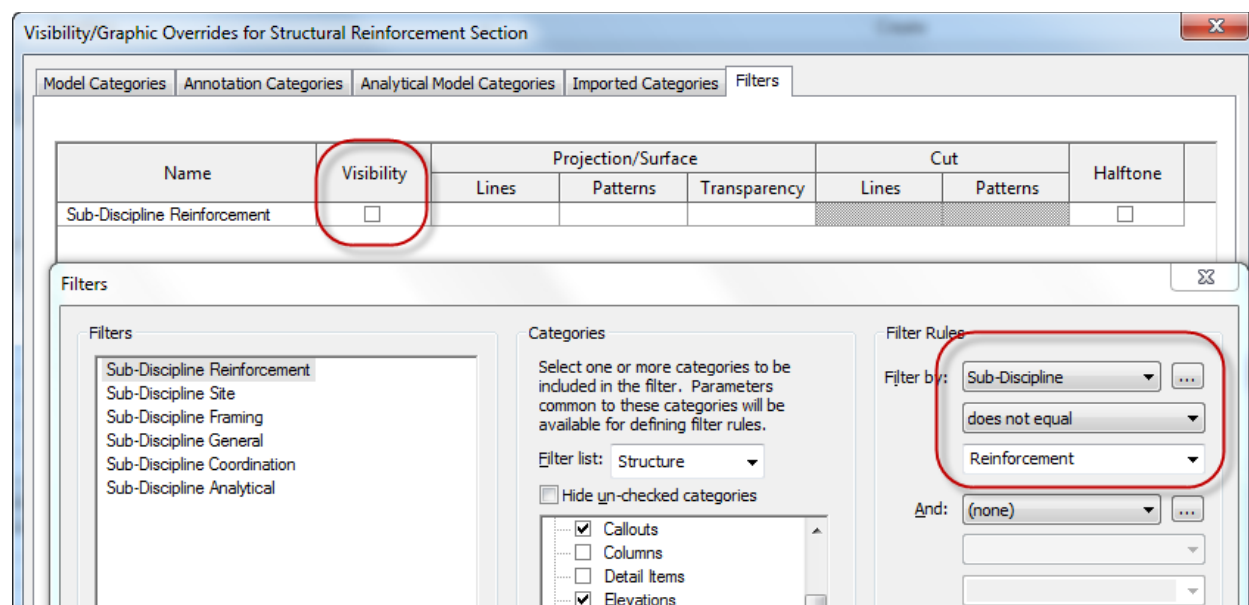 Visibility/Graphic Overrides for Structural Reinforcement Section
Model Categories Annotation Categories Analytical Model Categories Imported Categories Filters
Name Visibility Projection/Surface Cut Halftone
Lines Patterns Transparency Lines Patterns
Sub-Discipline Reinforcement
Filters
Filters
Sub-Discipline Reinforcement
Sub-Discipline Site
Sub-Discipline Framing
Sub-Discipline General
Sub-Discipline Coordination
Sub-Discipline Analytical
Categories
Select one or more categories to be
included in the filter. Parameters
common to these categories will be
available for defining filter rules.
Filter list: Structure
Hide un-checked categories
Callouts
Columns
Detail Items
Elevations
Filter Rules
Filter by: Sub-Discipline ...
does not equal
Reinforcement
And: (none) ...